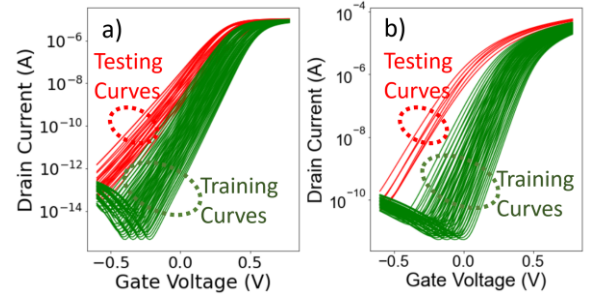 a)
Testing
Curves
Training
Curves
Drain Current (A)
10⁻⁶
10⁻⁸
10⁻¹⁰
10⁻¹²
10⁻¹⁴
−0.5
0.0
0.5
Gate Voltage (V)
b)
Testing
Curves
Training
Curves
Drain Current (A)
10⁻⁴
10⁻⁶
10⁻⁸
10⁻¹⁰
−0.5
0.0
0.5
Gate Voltage (V)